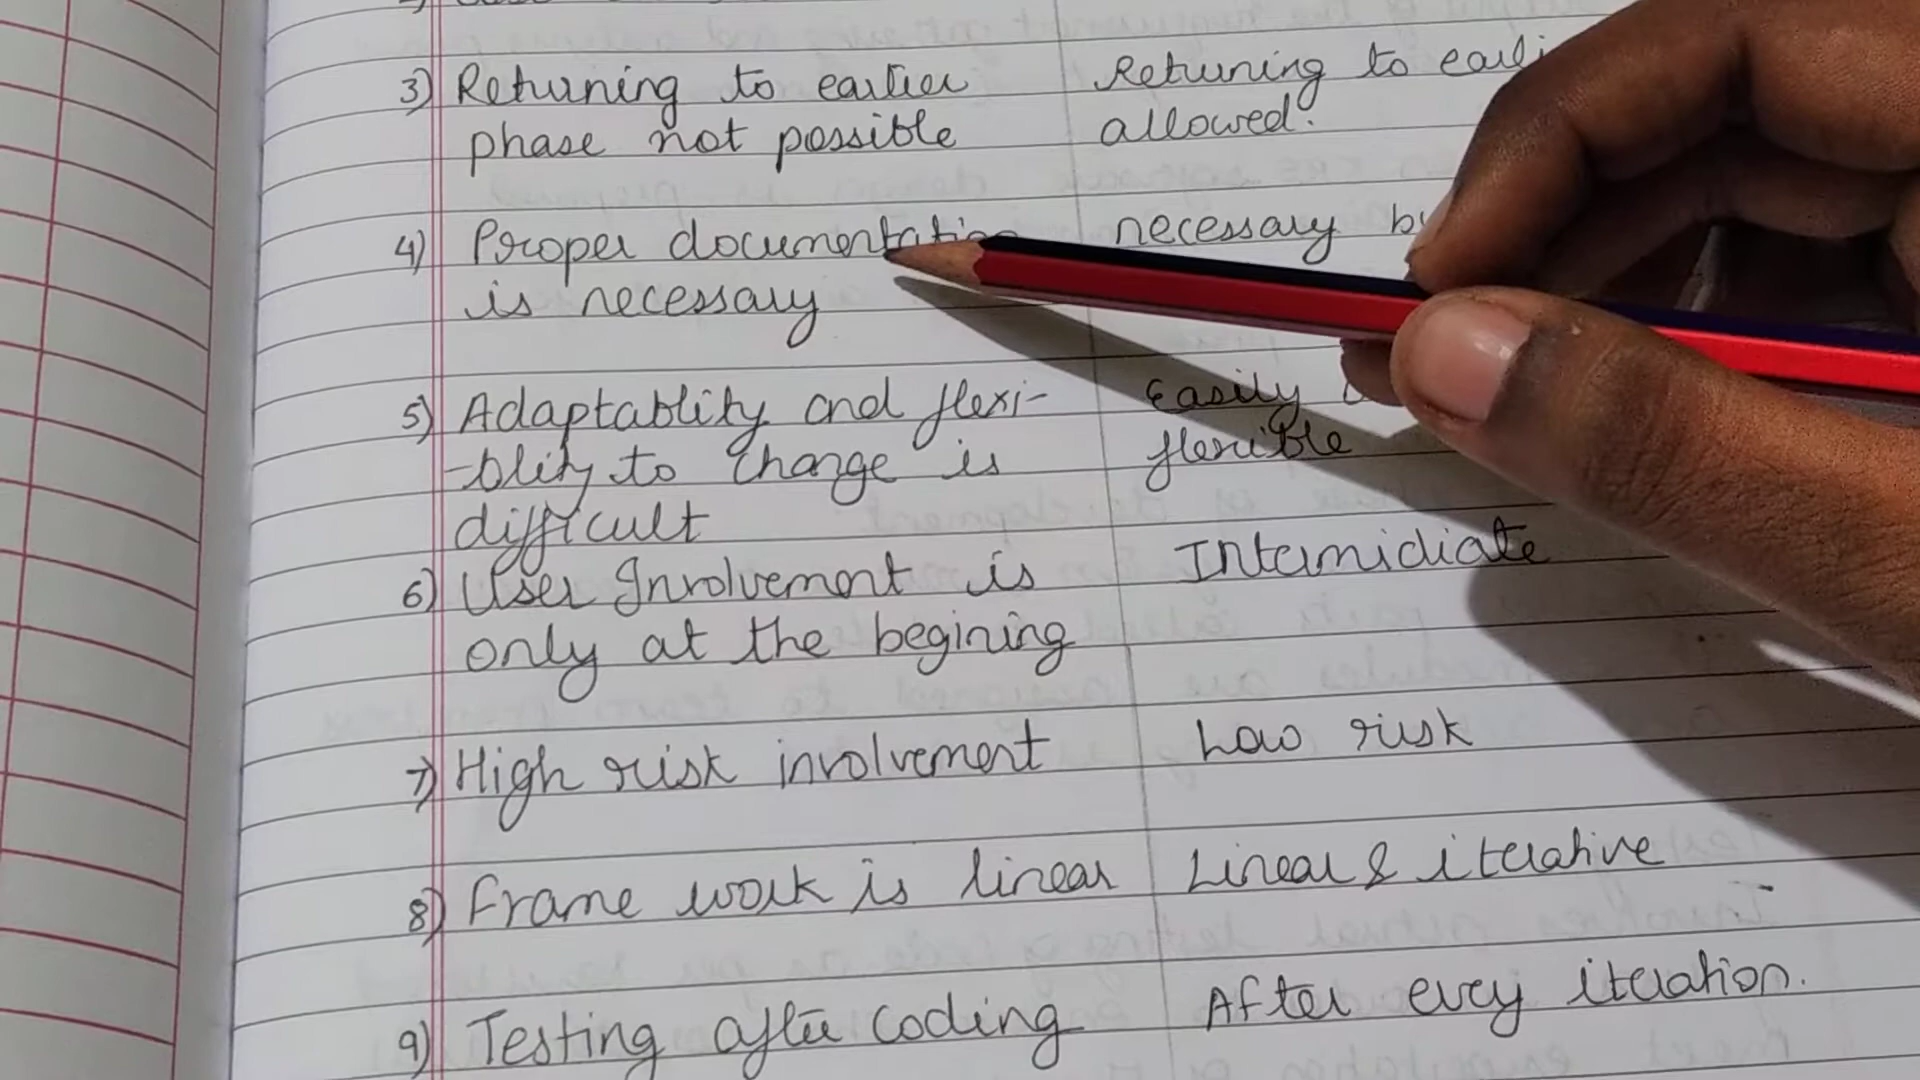 3) Returning to earlier
phase not possible
Returning to earli
allowed.
4) Proper documentation
is necessary
necessary
5) Adaptablity and flexi-
-blity to change is
difficult
Easily
flexible
6) User Involvement is
only at the begining
Intermidiate
7) High risk involvement
Low risk
8) Frame work is linear
Linear & iterative
9) Testing after coding
After every iteration.